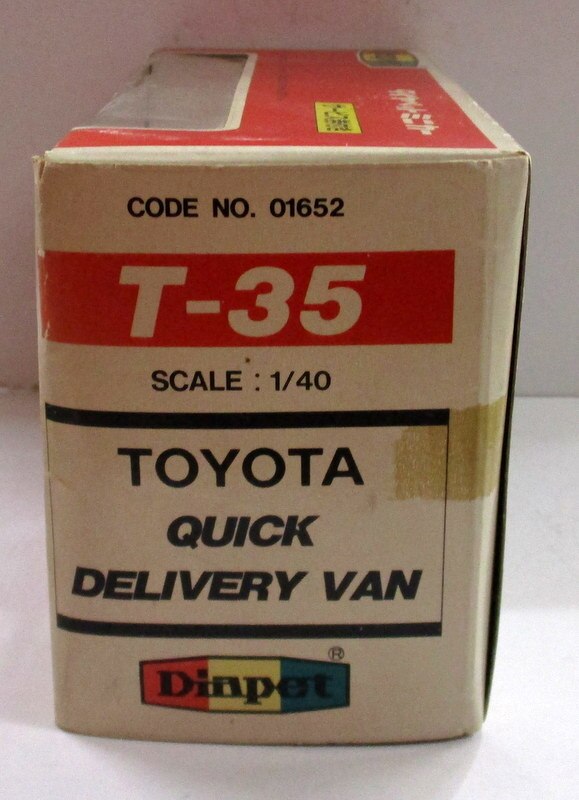 CODE NO. 01652
T-35
SCALE : 1/40
TOYOTA
QUICK
DELIVERY VAN
Diapet ®